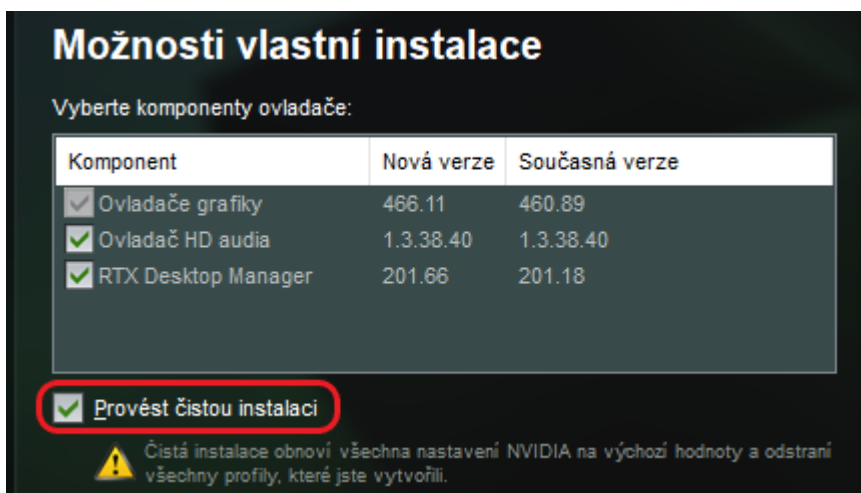 Možnosti vlastní instalace
Vyberte komponenty ovladače:
Komponent Nová verze Současná verze
Ovladače grafiky 466.11 460.89
Ovladač HD audia 1.3.38.40 1.3.38.40
RTX Desktop Manager 201.66 201.18
Provést čistou instalaci
Čistá instalace obnoví všechna nastavení NVIDIA na výchozí hodnoty a odstraní
všechny profily, které jste vytvořili.